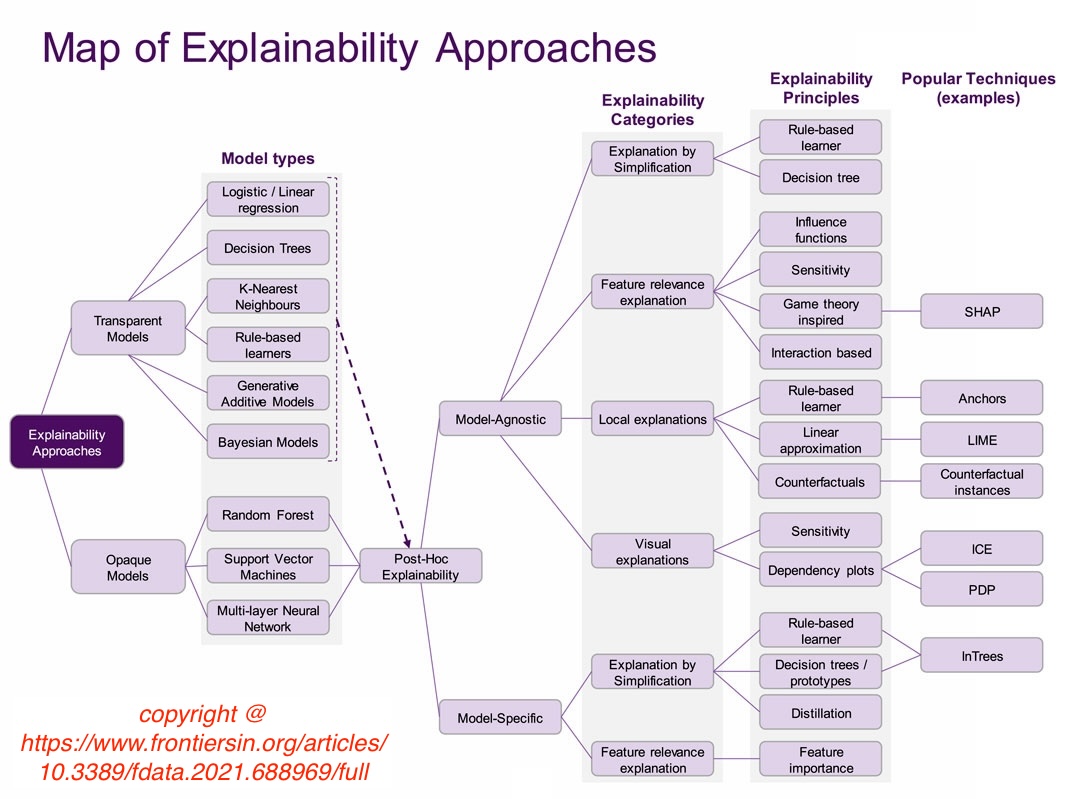 Map of Explainability Approaches
Explainability
Principles
Popular Techniques
(examples)
Explainability
Categories
Model types
Explainability
Approaches
Transparent
Models
Opaque
Models
Logistic / Linear
regression
Decision Trees
K-Nearest
Neighbours
Rule-based
learners
Generative
Additive Models
Bayesian Models
Random Forest
Support Vector
Machines
Multi-layer Neural
Network
Post-Hoc
Explainability
Model-Agnostic
Model-Specific
Explanation by
Simplification
Rule-based
learner
Decision tree
Feature relevance
explanation
Influence
functions
Sensitivity
Game theory
inspired
SHAP
Interaction based
Local explanations
Rule-based
learner
Anchors
Linear
approximation
LIME
Counterfactuals
Counterfactual
instances
Visual
explanations
Sensitivity
Dependency plots
ICE
PDP
Explanation by
Simplification
Rule-based
learner
Decision trees /
prototypes
InTrees
Distillation
Feature relevance
explanation
Feature
importance
copyright @
https://www.frontiersin.org/articles/
10.3389/fdata.2021.688969/full